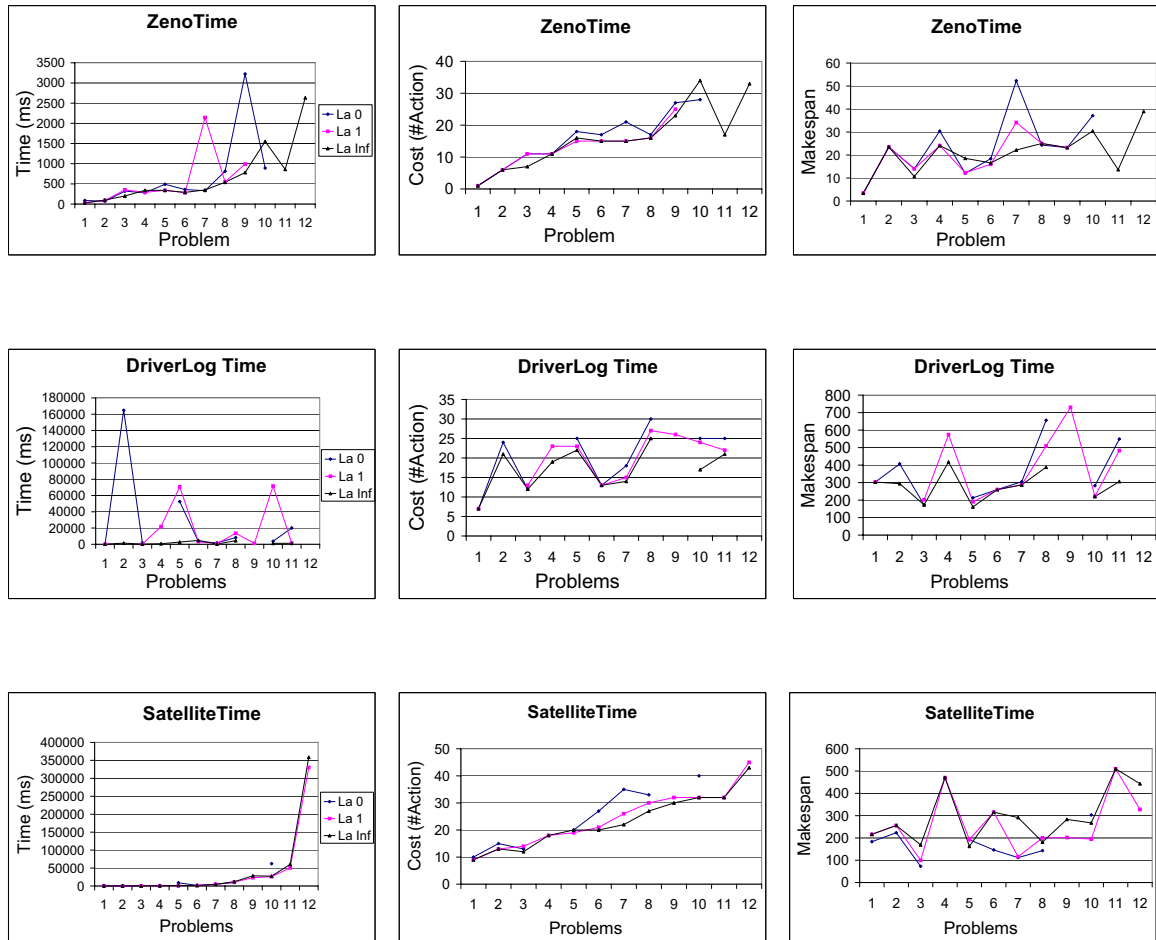 ZenoTime
Time (ms)
3500
3000
2500
2000
1500
1000
500
0
1 2 3 4 5 6 7 8 9 10 11 12
Problem
La 0
La 1
La Inf
ZenoTime
Cost (#Action)
40
30
20
10
0
1 2 3 4 5 6 7 8 9 10 11 12
Problem
ZenoTime
Makespan
60
50
40
30
20
10
0
1 2 3 4 5 6 7 8 9 10 11 12
Problem
DriverLog Time
Time (ms)
180000
160000
140000
120000
100000
80000
60000
40000
20000
0
1 2 3 4 5 6 7 8 9 10 11 12
Problems
La 0
La 1
La Inf
DriverLog Time
Cost (#Action)
35
30
25
20
15
10
5
0
1 2 3 4 5 6 7 8 9 10 11 12
Problems
DriverLog Time
Makespan
800
700
600
500
400
300
200
100
0
1 2 3 4 5 6 7 8 9 10 11 12
Problems
SatelliteTime
Time (ms)
400000
350000
300000
250000
200000
150000
100000
50000
0
1 2 3 4 5 6 7 8 9 10 11 12
Problems
La 0
La 1
La Inf
SatelliteTime
Cost (#Action)
50
40
30
20
10
0
1 2 3 4 5 6 7 8 9 10 11 12
Problems
SatelliteTime
Makespan
600
500
400
300
200
100
0
1 2 3 4 5 6 7 8 9 10 11 12
Problems